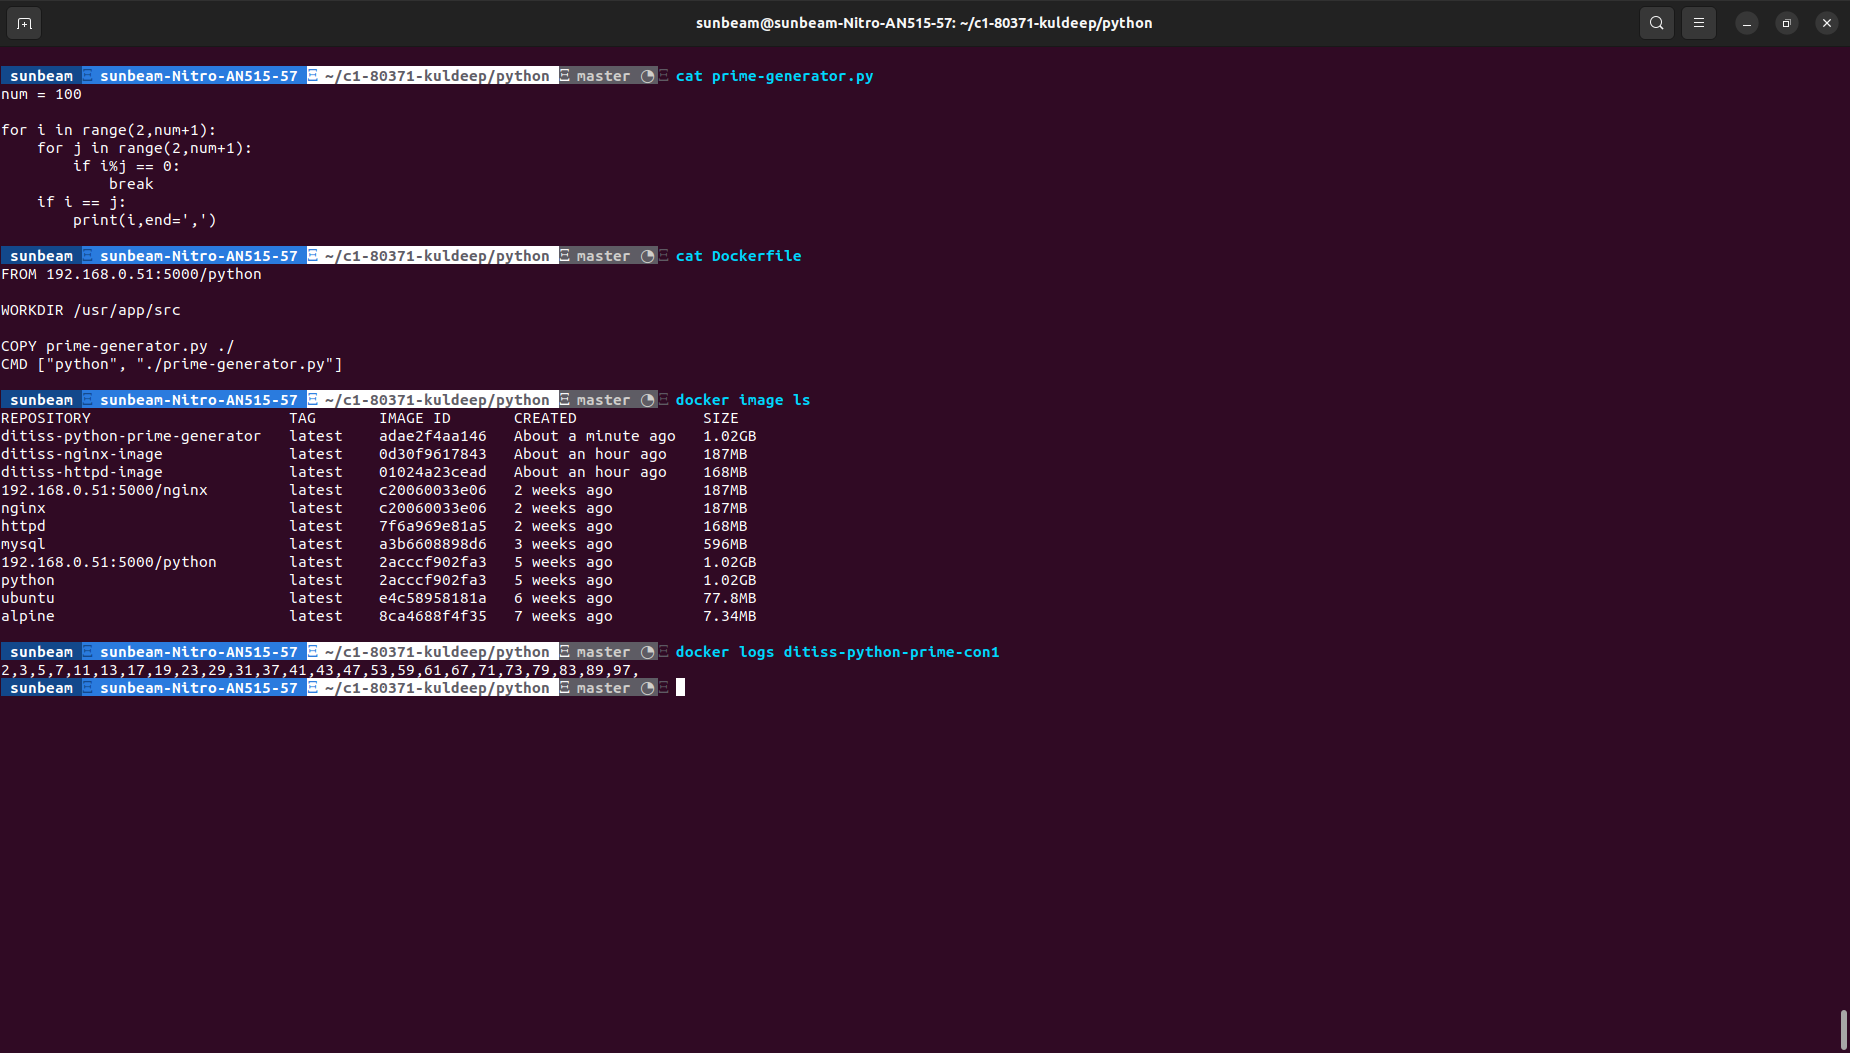 sunbeam@sunbeam-Nitro-AN515-57: ~/c1-80371-kuldeep/python
sunbeam sunbeam-Nitro-AN515-57 ~/c1-80371-kuldeep/python master cat prime-generator.py
num = 100
for i in range(2,num+1):
    for j in range(2,num+1):
        if i%j == 0:
            break
    if i == j:
        print(i,end=',')
sunbeam sunbeam-Nitro-AN515-57 ~/c1-80371-kuldeep/python master cat Dockerfile
FROM 192.168.0.51:5000/python
WORKDIR /usr/app/src
COPY prime-generator.py ./
CMD ["python", "./prime-generator.py"]
sunbeam sunbeam-Nitro-AN515-57 ~/c1-80371-kuldeep/python master docker image ls
REPOSITORY TAG IMAGE ID CREATED SIZE
ditiss-python-prime-generator latest adae2f4aa146 About a minute ago 1.02GB
ditiss-nginx-image latest 0d30f9617843 About an hour ago 187MB
ditiss-httpd-image latest 01024a23cead About an hour ago 168MB
192.168.0.51:5000/nginx latest c20060033e06 2 weeks ago 187MB
nginx latest c20060033e06 2 weeks ago 187MB
httpd latest 7f6a969e81a5 2 weeks ago 168MB
mysql latest a3b6608898d6 3 weeks ago 596MB
192.168.0.51:5000/python latest 2acccf902fa3 5 weeks ago 1.02GB
python latest 2acccf902fa3 5 weeks ago 1.02GB
ubuntu latest e4c58958181a 6 weeks ago 77.8MB
alpine latest 8ca4688f4f35 7 weeks ago 7.34MB
sunbeam sunbeam-Nitro-AN515-57 ~/c1-80371-kuldeep/python master docker logs ditiss-python-prime-con1
2,3,5,7,11,13,17,19,23,29,31,37,41,43,47,53,59,61,67,71,73,79,83,89,97,
sunbeam sunbeam-Nitro-AN515-57 ~/c1-80371-kuldeep/python master